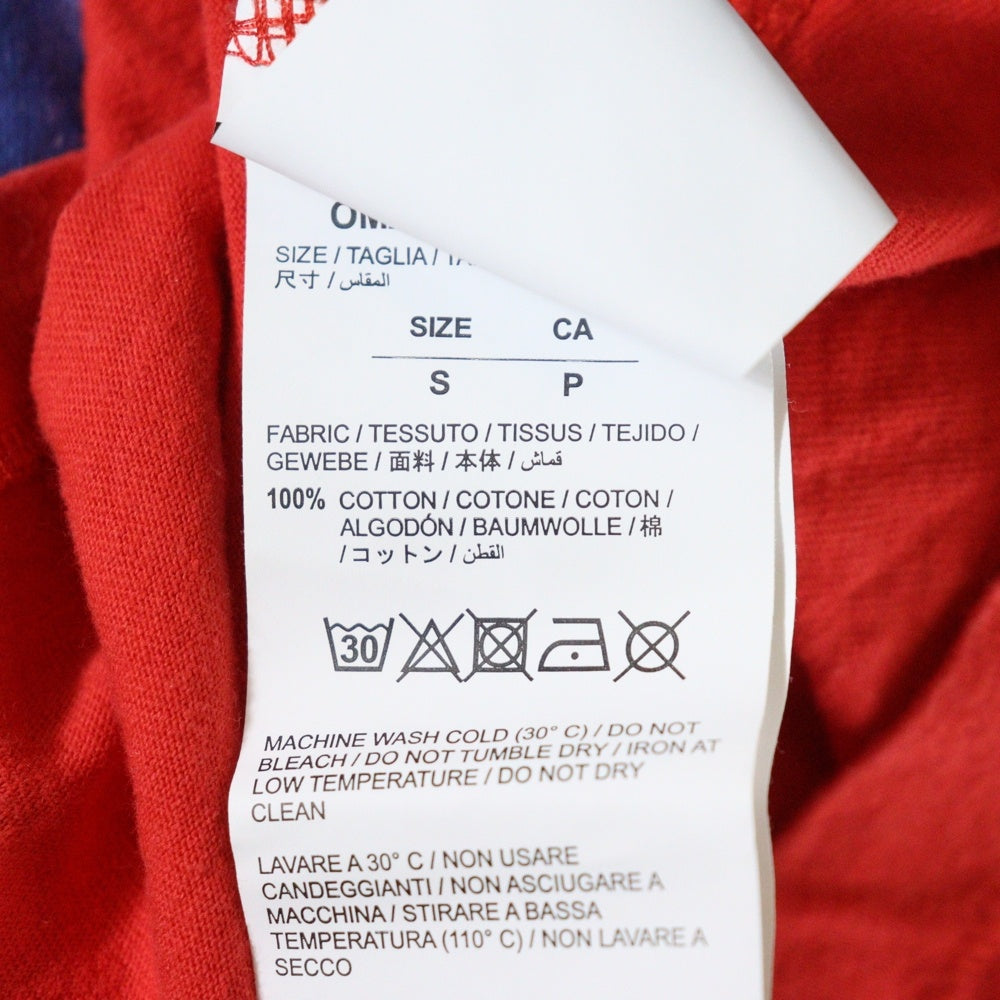 SIZE / TAGLIA /
尺寸 / المقاس
SIZE CA
S P
FABRIC / TESSUTO / TISSUS / TEJIDO /
GEWEBE / 面料 / 本体 / قماش
100% COTTON / COTONE / COTON /
ALGODÓN / BAUMWOLLE / 棉
/ コットン / القطن
30
MACHINE WASH COLD (30° C) / DO NOT
BLEACH / DO NOT TUMBLE DRY / IRON AT
LOW TEMPERATURE / DO NOT DRY
CLEAN
LAVARE A 30° C / NON USARE
CANDEGGIANTI / NON ASCIUGARE A
MACCHINA / STIRARE A BASSA
TEMPERATURA (110° C) / NON LAVARE A
SECCO